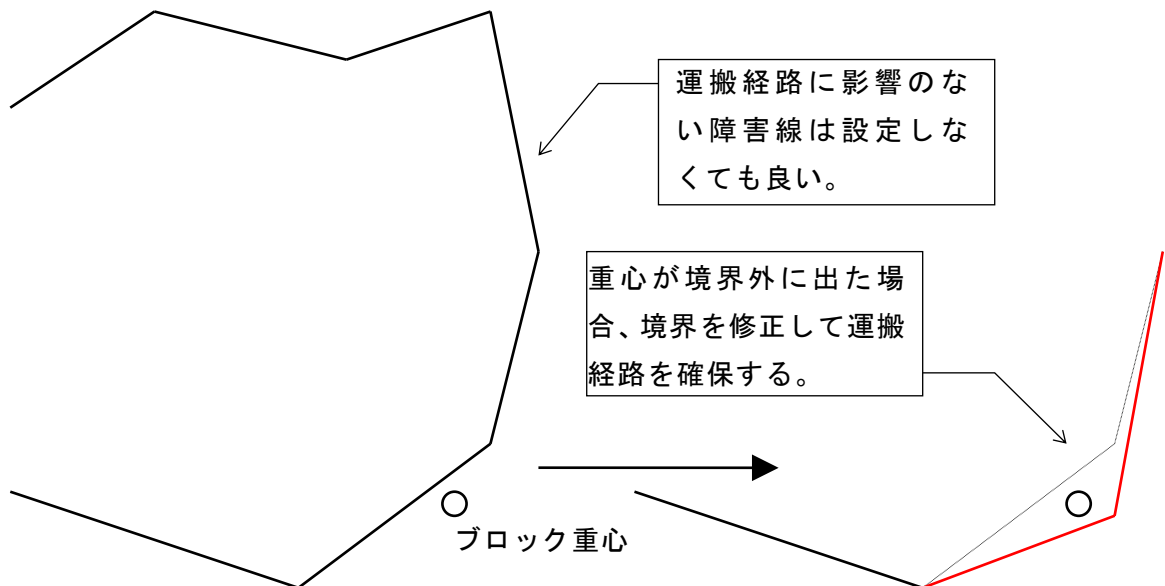 運搬経路に影響のな
い障害線は設定しな
くても良い。
重心が境界外に出た場
合、境界を修正して運搬
経路を確保する。
ブロック重心